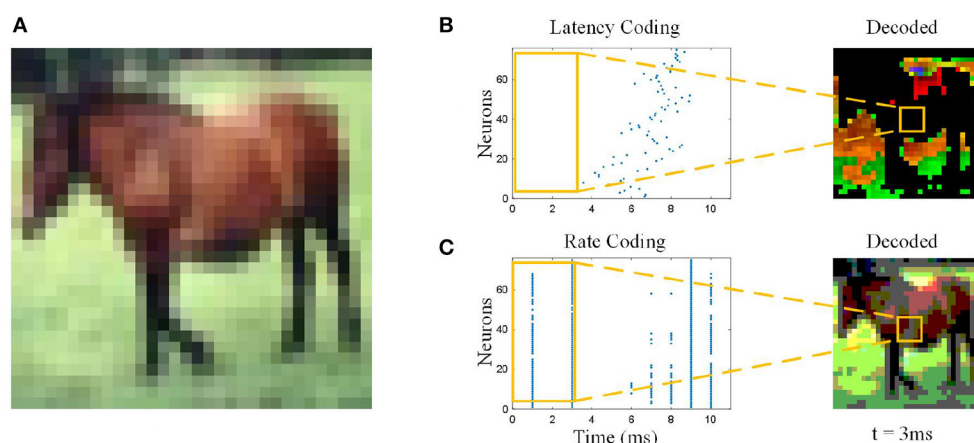 A
B
Latency Coding
Decoded
Neurons
60
40
20
0
0 2 4 6 8 10
C
Rate Coding
Decoded
Neurons
60
40
20
0
0 2 4 6 8 10
Time (ms)
t = 3ms